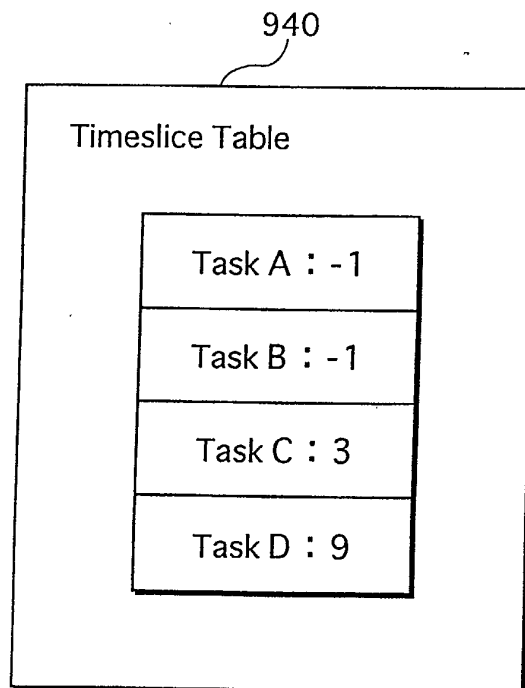 940
Timeslice Table
Task A : -1
Task B : -1
Task C : 3
Task D : 9